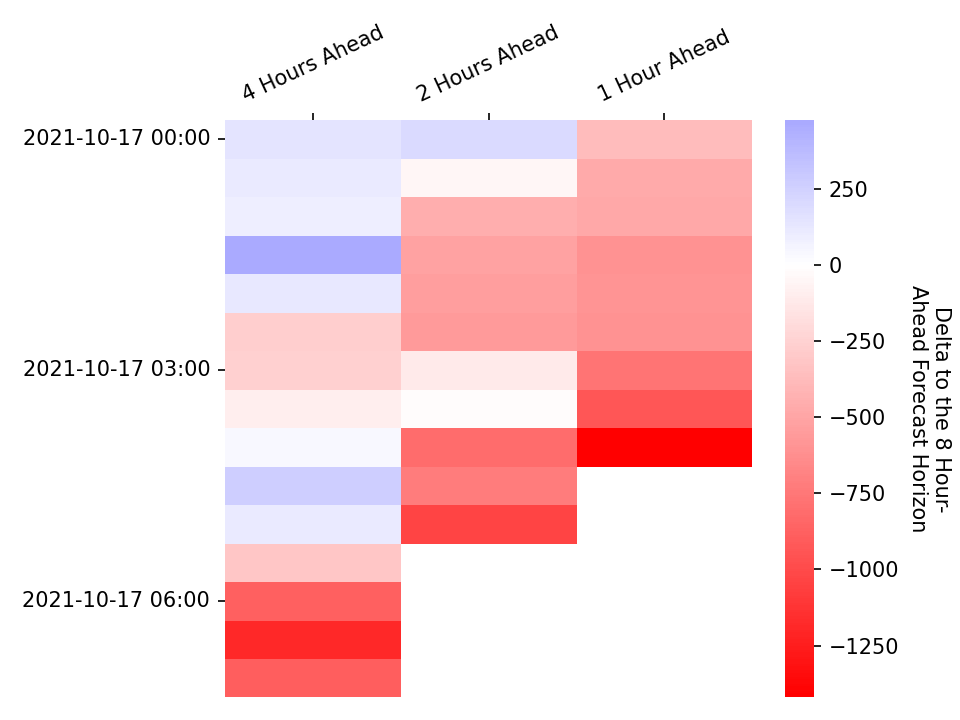 4 Hours Ahead
2 Hours Ahead
1 Hour Ahead
2021-10-17 00:00
2021-10-17 03:00
2021-10-17 06:00
250
0
−250
−500
−750
−1000
−1250
Delta to the 8 Hour-
Ahead Forecast Horizon